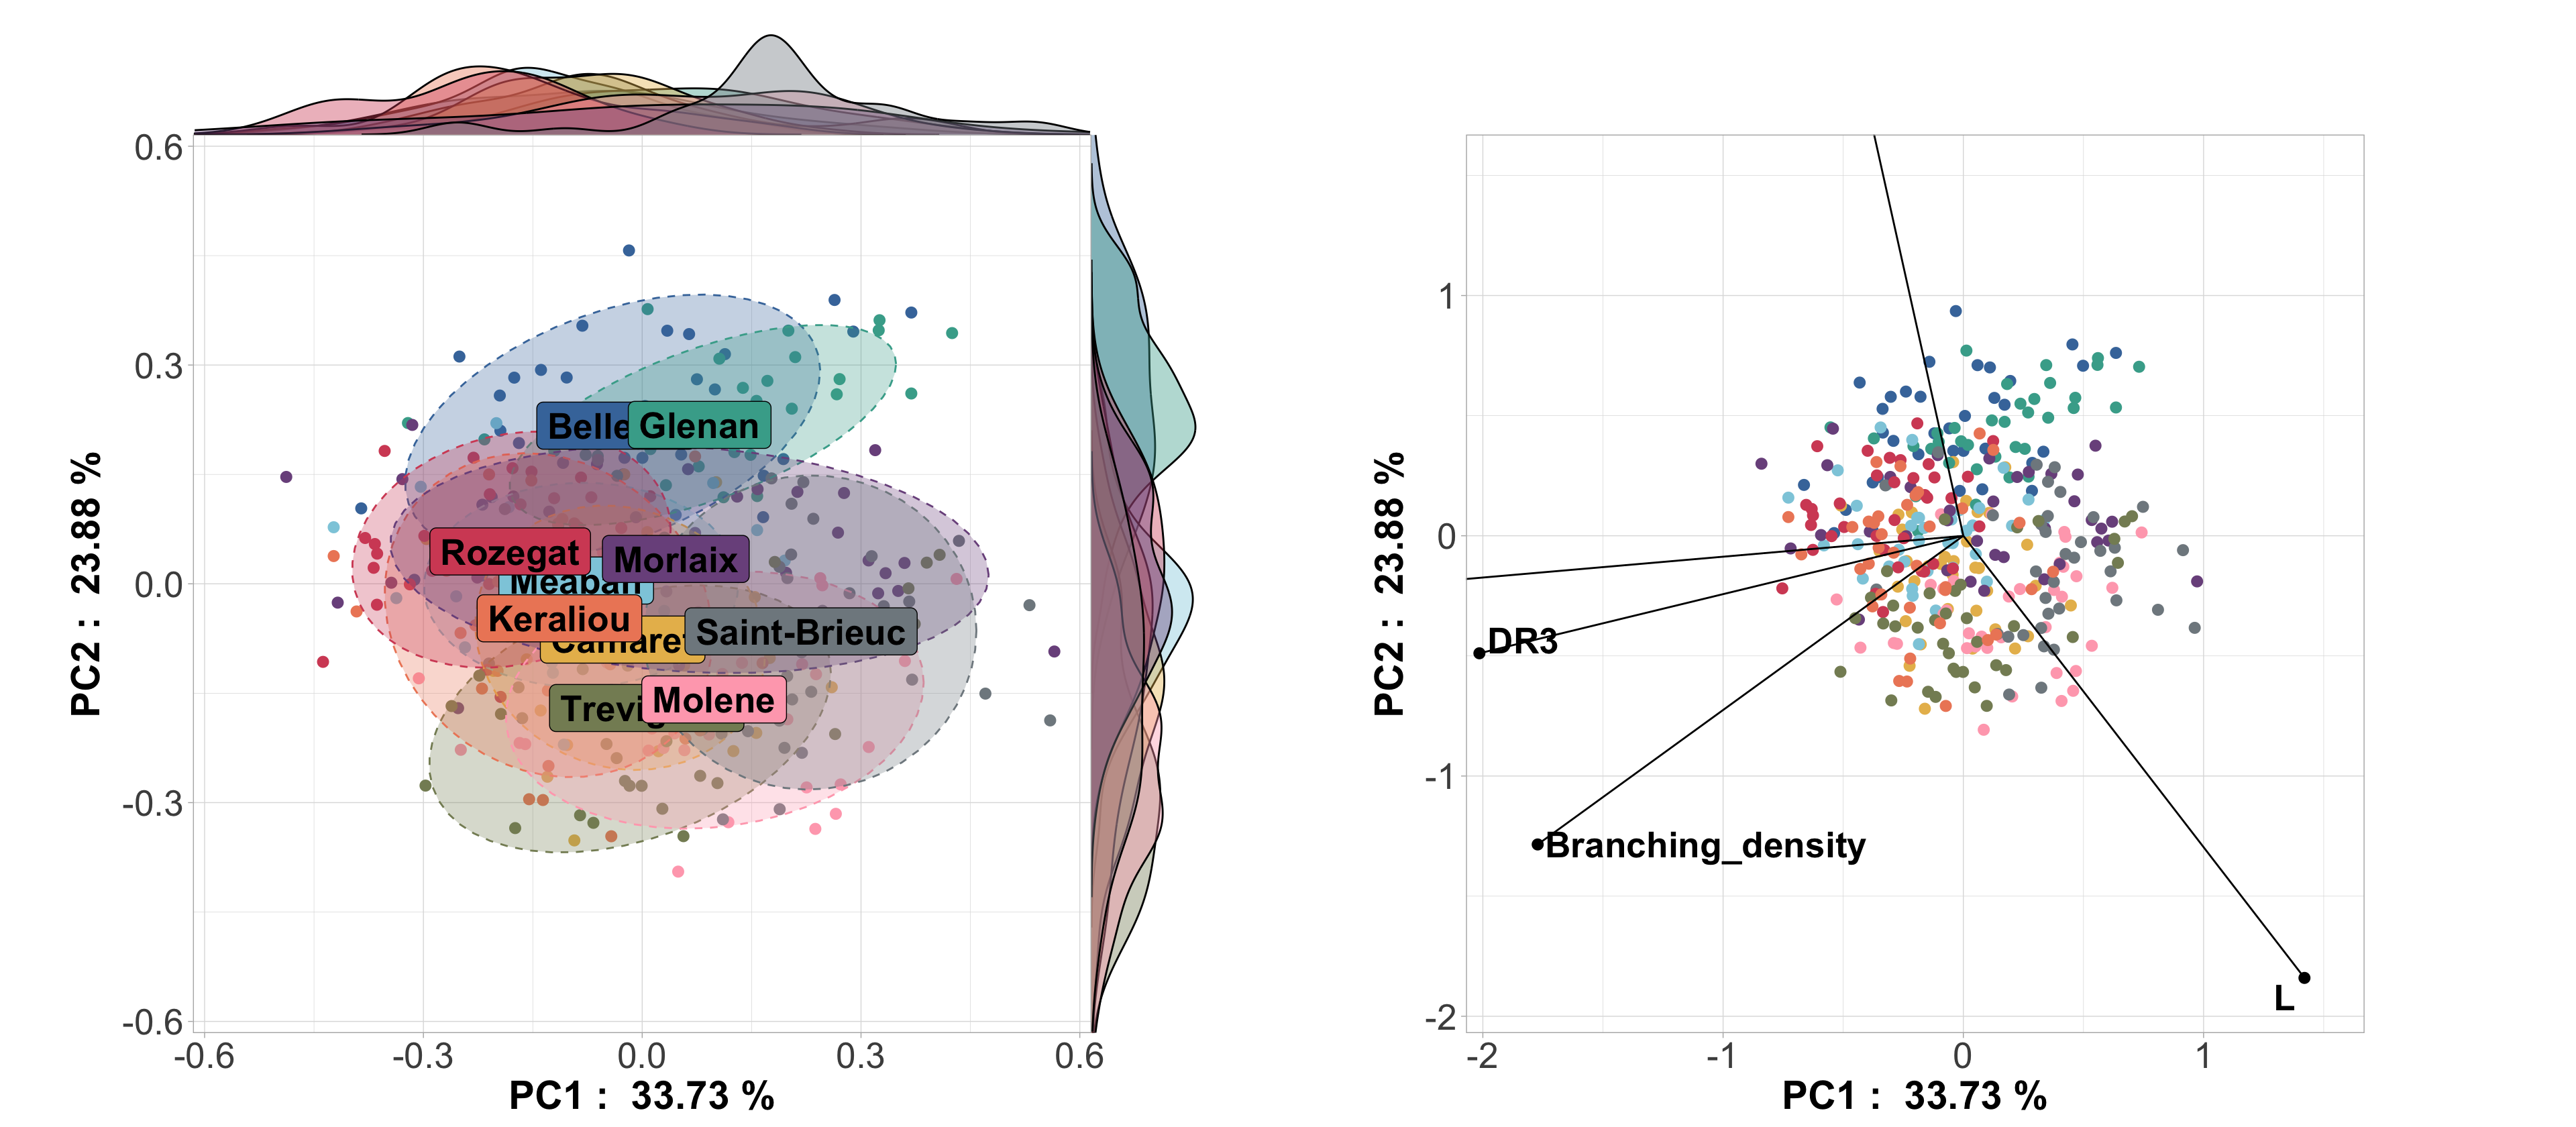 0.6
0.3
0.0
-0.3
-0.6
-0.6
-0.3
0.0
0.3
0.6
PC2 : 23.88 %
PC1 : 33.73 %
Glenan
Rozegat
Morlaix
Meaban
Keraliou
Saint-Brieuc
Molene
1
0
-1
-2
-2
-1
0
1
PC2 : 23.88 %
PC1 : 33.73 %
DR3
Branching_density
L